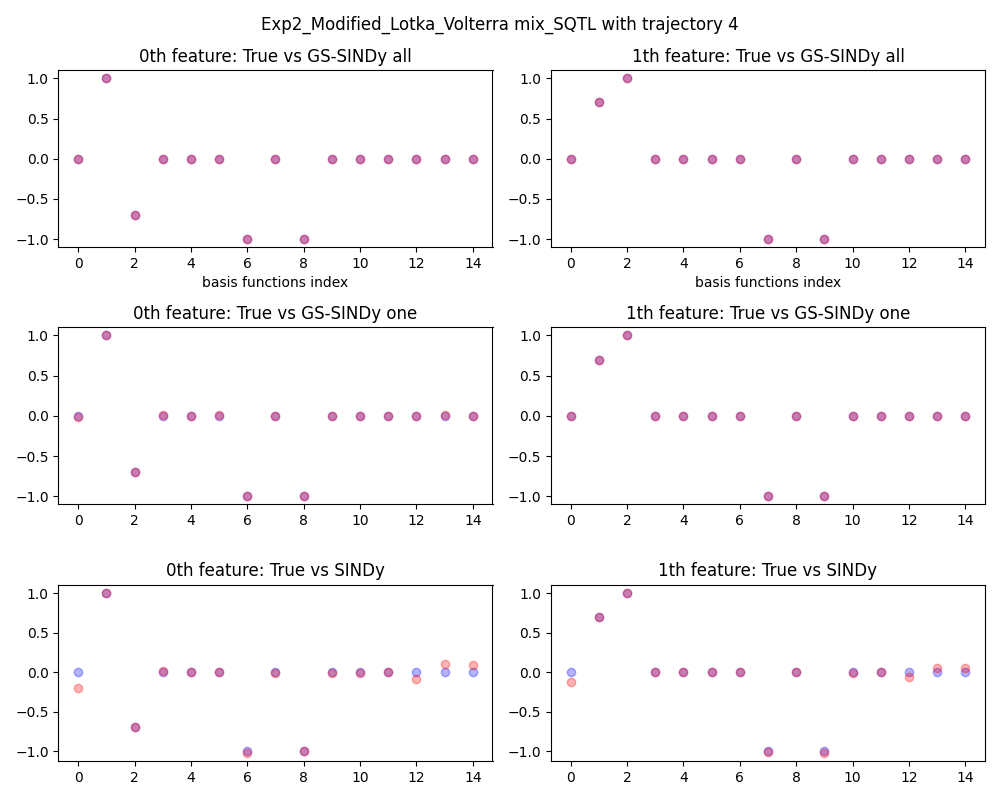 Exp2_Modified_Lotka_Volterra mix_SQTL with trajectory 4
0th feature: True vs GS-SINDy all
1.0
0.5
0.0
−0.5
−1.0
0 2 4 6 8 10 12 14
basis functions index
1th feature: True vs GS-SINDy all
1.0
0.5
0.0
−0.5
−1.0
0 2 4 6 8 10 12 14
basis functions index
0th feature: True vs GS-SINDy one
1.0
0.5
0.0
−0.5
−1.0
0 2 4 6 8 10 12 14
1th feature: True vs GS-SINDy one
1.0
0.5
0.0
−0.5
−1.0
0 2 4 6 8 10 12 14
0th feature: True vs SINDy
1.0
0.5
0.0
−0.5
−1.0
0 2 4 6 8 10 12 14
1th feature: True vs SINDy
1.0
0.5
0.0
−0.5
−1.0
0 2 4 6 8 10 12 14